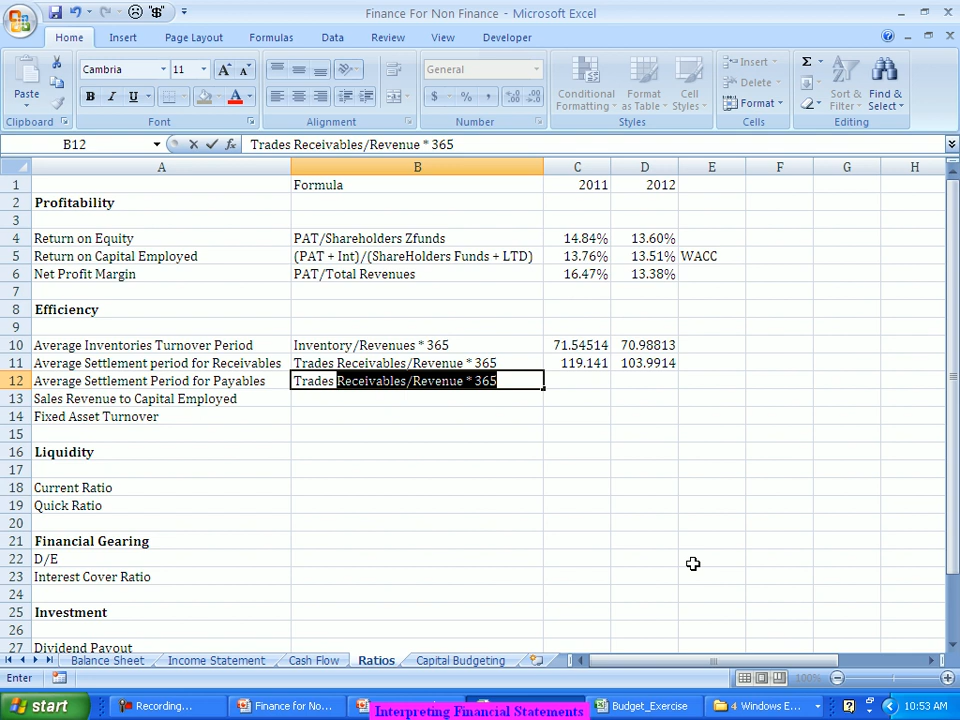 Finance For Non Finance - Microsoft Excel
Home Insert Page Layout Formulas Data Review View Developer
Paste
Cambria 11
B I U A
General
$ % ,
Conditional Formatting
Format as Table
Cell Styles
Insert
Delete
Format
Sort & Filter
Find & Select
Clipboard Font Alignment Number Styles Cells Editing
B12 fx Trades Receivables/Revenue * 365
A B C D E F G H
1 Formula 2011 2012
2 Profitability
3
4 Return on Equity PAT/Shareholders Zfunds 14.84% 13.60%
5 Return on Capital Employed (PAT + Int)/(ShareHolders Funds + LTD) 13.76% 13.51% WACC
6 Net Profit Margin PAT/Total Revenues 16.47% 13.38%
7
8 Efficiency
9
10 Average Inventories Turnover Period Inventory/Revenues * 365 71.54514 70.98813
11 Average Settlement period for Receivables Trades Receivables/Revenue * 365 119.141 103.9914
12 Average Settlement Period for Payables Trades Receivables/Revenue * 365
13 Sales Revenue to Capital Employed
14 Fixed Asset Turnover
15
16 Liquidity
17
18 Current Ratio
19 Quick Ratio
20
21 Financial Gearing
22 D/E
23 Interest Cover Ratio
24
25 Investment
26
27 Dividend Payout
Balance Sheet Income Statement Cash Flow Ratios Capital Budgeting
Enter 100%
start Recording... Finance for No... Budget_Exercise 4 Windows E... 10:53 AM
Interpreting Financial Statements